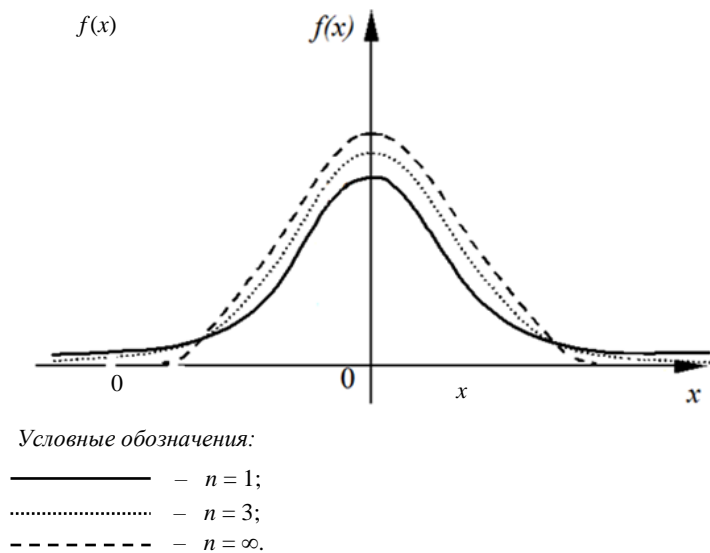 f(x) f(x)
0 0 x x
Условные обозначения:
– n = 1;
– n = 3;
– n = ∞.